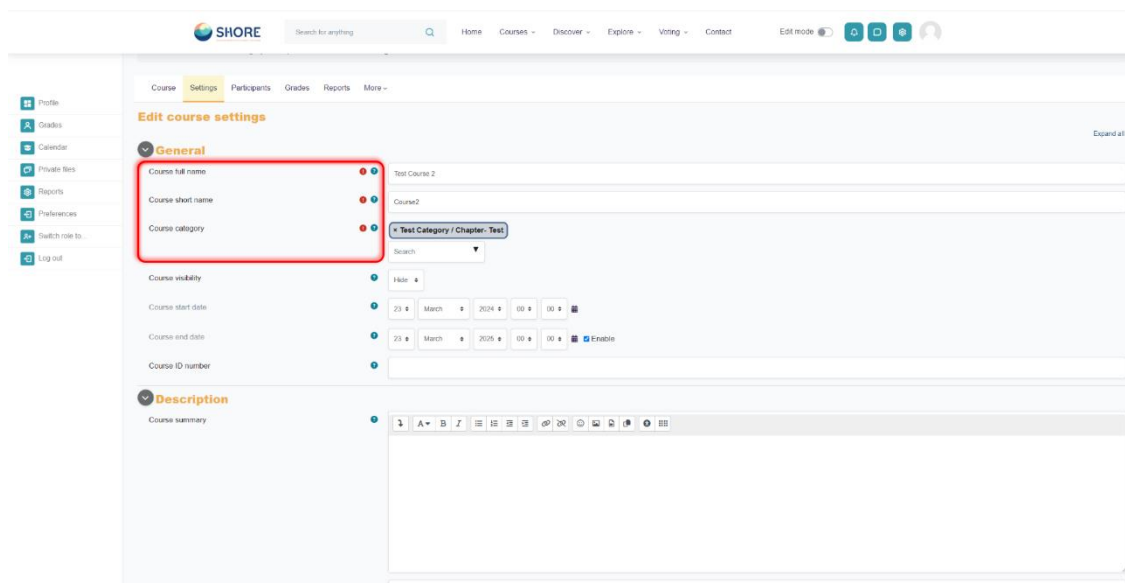 SHORE
Search for anything
Home Courses Discover Explore Voting Contact
Edit mode
Course Settings Participants Grades Reports More
Profile
Grades
Calendar
Private files
Reports
Preferences
Switch role to...
Log out
Edit course settings
Expand all
General
Course full name
Test Course 2
Course short name
Course2
Course category
× Test Category / Chapter- Test
Search ▼
Course visibility
Hide
Course start date
23 March 2024 00 00
Course end date
23 March 2025 00 00 Enable
Course ID number
Description
Course summary
A B I